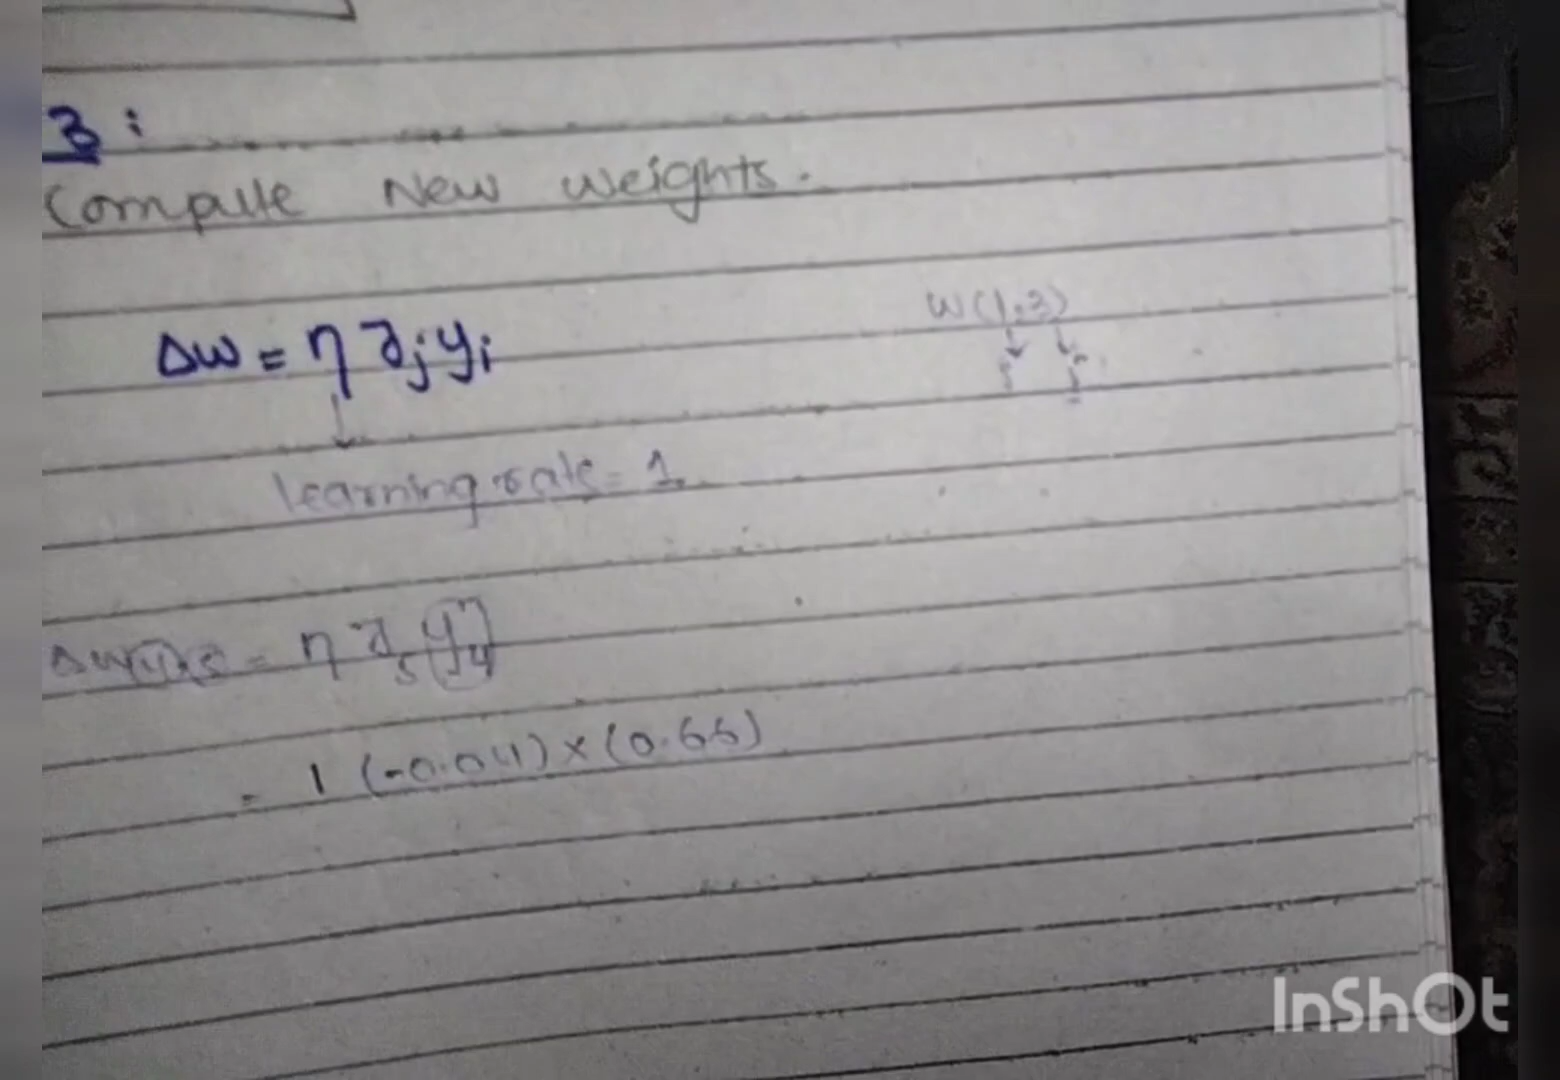 3:
Compute New weights.
Δw = η δj yi
w(1,3)
i j
learning rate = 1
Δw(4,5) = η δ5 y4
= 1 (-0.04) × (0.66)
InShOt